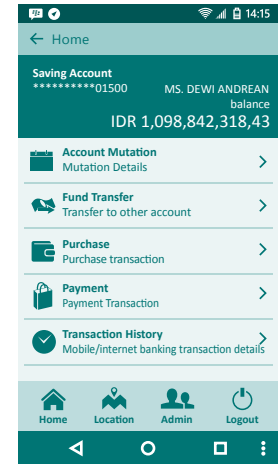 14:15
← Home
Saving Account
**********01500
MS. DEWI ANDREAN
balance
IDR 1,098,842,318,43
Account Mutation
Mutation Details
Fund Transfer
Transfer to other account
Purchase
Purchase transaction
Payment
Payment Transaction
Transaction History
Mobile/internet banking transaction details
Home Location Admin Logout